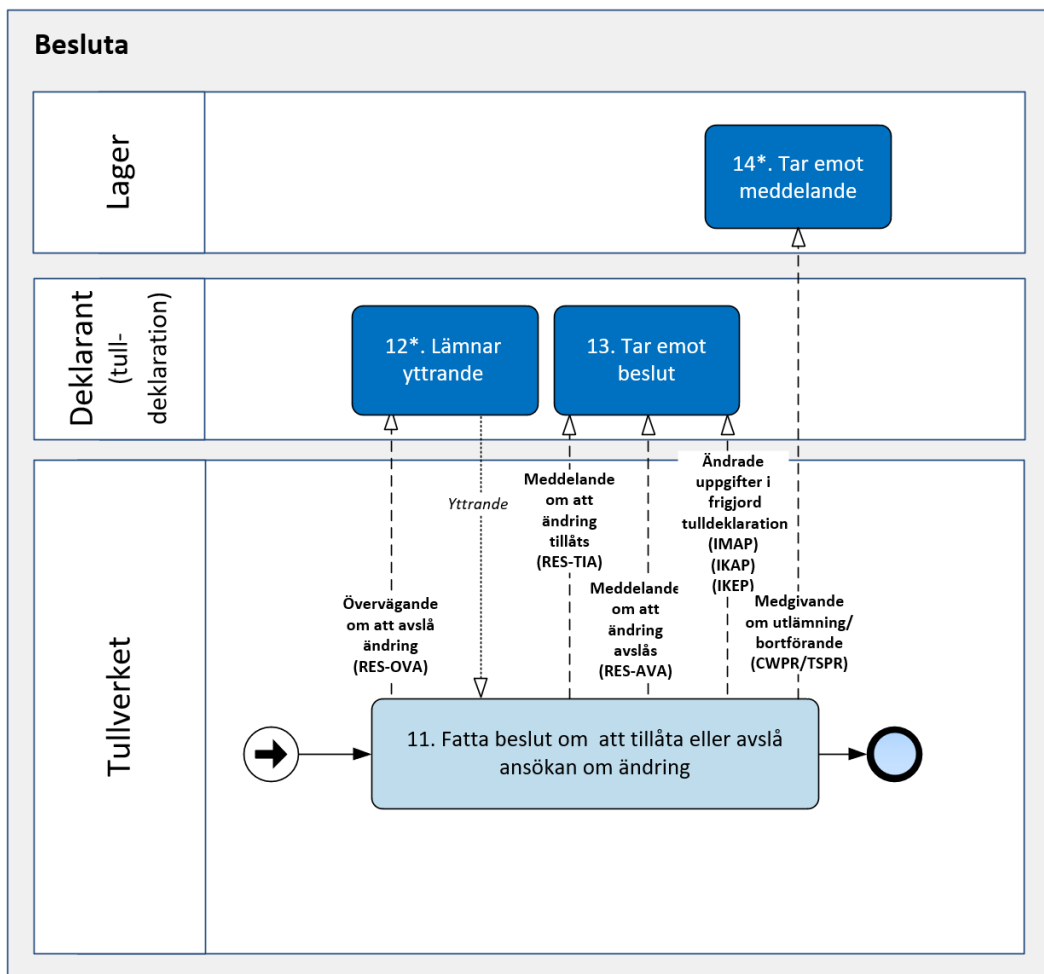 Besluta
Lager
14*. Tar emot
meddelande
Deklarant
(tull-
deklaration)
12*. Lämnar
yttrande
13. Tar emot
beslut
Tullverket
Övervägande
om att avslå
ändring
(RES-OVA)
Yttrande
Meddelande
om att
ändring
tillåts
(RES-TIA)
Meddelande
om att
ändring
avslås
(RES-AVA)
Ändrade
uppgifter i
frigjord
tulldeklaration
(IMAP)
(IKAP)
(IKEP)
Medgivande
om utlämning/
bortförande
(CWPR/TSPR)
11. Fatta beslut om att tillåta eller avslå
ansökan om ändring